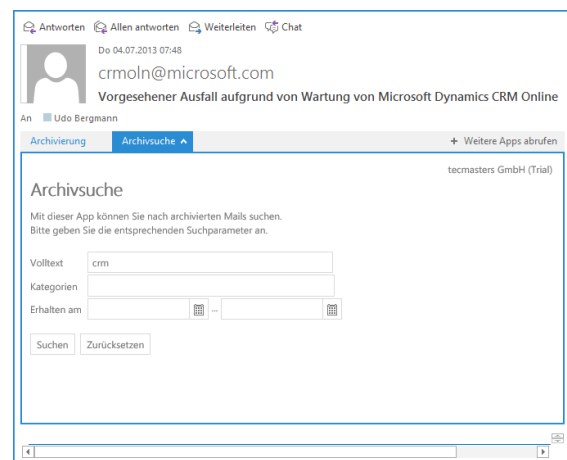 Antworten Allen antworten Weiterleiten Chat
Do 04.07.2013 07:48
crmoln@microsoft.com
Vorgesehener Ausfall aufgrund von Wartung von Microsoft Dynamics CRM Online
An Udo Bergmann
Archivierung Archivsuche + Weitere Apps abrufen
tecmasters GmbH (Trial)
Archivsuche
Mit dieser App können Sie nach archivierten Mails suchen.
Bitte geben Sie die entsprechenden Suchparameter an.
Volltext crm
Kategorien
Erhalten am ...
Suchen Zurücksetzen